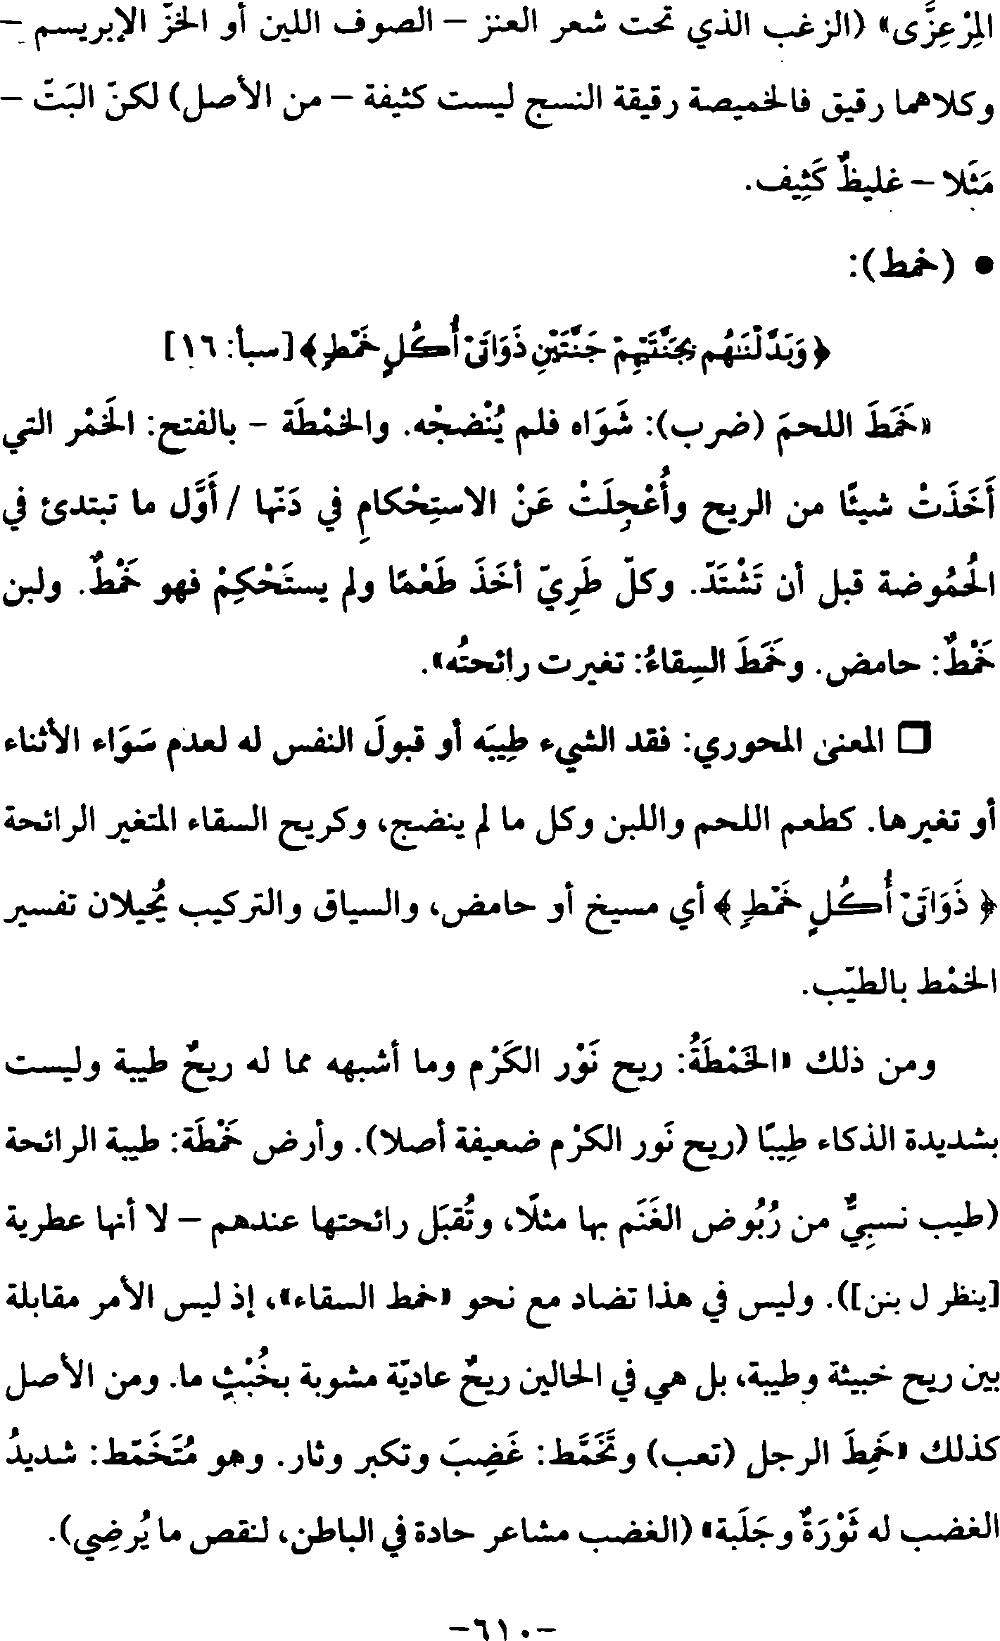 المِرْعِزَّى» (الزغب الذي تحت شعر العنز – الصوف اللين أو الخزّ الإبريسم –
وكلاهما رقيق فالخميصة رقيقة النسج ليست كثيفة – من الأصل) لكنّ البَتّ –
مَثَلا – غليظٌ كَثِيف.
• (خمط):
﴿وَبَدَّلْنَٰهُم بِجَنَّتَيْهِمْ جَنَّتَيْنِ ذَوَاتَىْ أُكُلٍ خَمْطٍ﴾ [سبأ: ١٦]
«خَمَطَ اللحمَ (ضرب): شَوَاه فلم يُنْضجْه. والخمْطَة – بالفتح: الخَمْر التي
أَخَذَتْ شيئًا من الريح وأُعْجِلَتْ عَنْ الاستِحْكامِ في دَنّها / أوَّل ما تبتدئ في
الحُمُوضة قبل أن تَشْتَدّ. وكلّ طَرِيّ أخَذَ طَعْمًا ولم يستَحْكِمْ فهو خَمْطٌ. ولبن
خَمْطٌ: حامض. وخَمَطَ السِقاءُ: تغيرت رائحتُه».
□ المعنى المحوري: فقد الشيء طِيبَه أو قبولَ النفس له لعدم سَوَاء الأثناء
أو تغيرها. كطعم اللحم واللبن وكل ما لم ينضج، وكريح السقاء المتغير الرائحة
﴿ذَوَاتَىْ أُكُلٍ خَمْطٍ﴾ أي مسيخ أو حامض، والسياق والتركيب يُحيلان تفسير
الخمْط بالطيّب.
ومن ذلك «الخَمْطَةُ: ريح نَوْر الكَرْم وما أشبهه مما له ريحٌ طيبة وليست
بشديدة الذكاء طِيبًا (ريح نَور الكرْم ضعيفة أصلا). وأرض خَمْطَة: طيبة الرائحة
(طيب نسبِيٌّ من رُبُوض الغَنَم بها مثلًا، وتُقبَل رائحتها عندهم – لا أنها عطرية
[ينظر ل بنن]). وليس في هذا تضاد مع نحو «خمط السقاء»، إذ ليس الأمر مقابلة
بين ريح خبيثة وطيبة، بل هي في الحالين ريحٌ عاديّة مشوبة بخُبْثٍ ما. ومن الأصل
كذلك «خَمِطَ الرجل (تعب) وتَخَمَّط: غَضِبَ وتكبر وثار. وهو مُتَخَمّط: شديدُ
الغضب له ثَوْرَةٌ وجَلَبة» (الغضب مشاعر حادة في الباطن، لنقص ما يُرضِي).
-٦١٠-